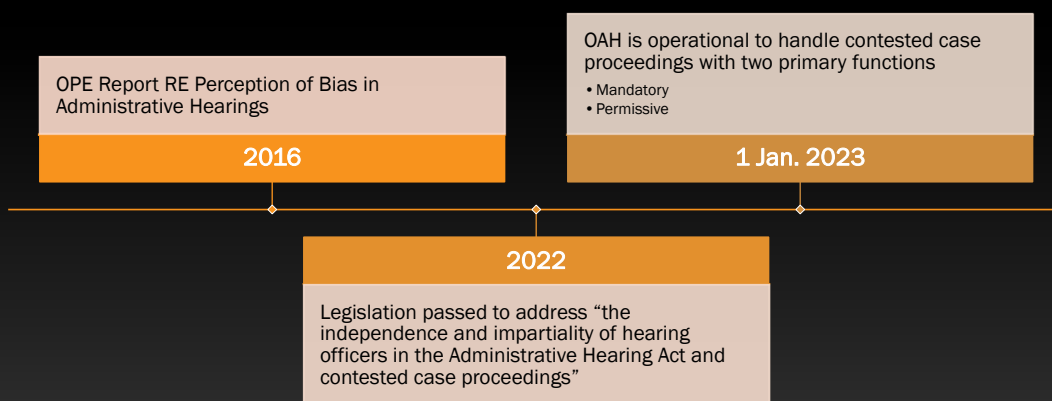 OPE Report RE Perception of Bias in
Administrative Hearings
2016
2022
Legislation passed to address “the
independence and impartiality of hearing
officers in the Administrative Hearing Act and
contested case proceedings”
OAH is operational to handle contested case
proceedings with two primary functions
• Mandatory
• Permissive
1 Jan. 2023